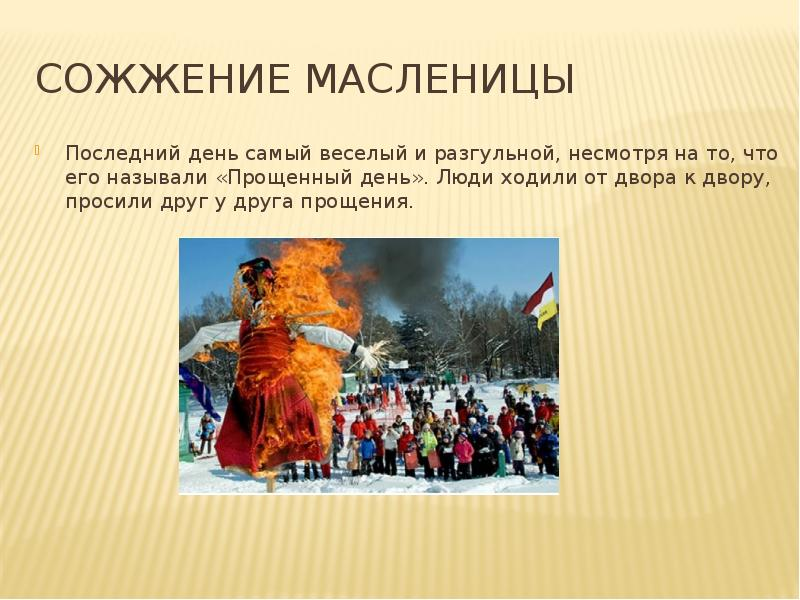 СОЖЖЕНИЕ МАСЛЕНИЦЫ
Последний день самый веселый и разгульной, несмотря на то, что
его называли «Прощенный день». Люди ходили от двора к двору,
просили друг у друга прощения.